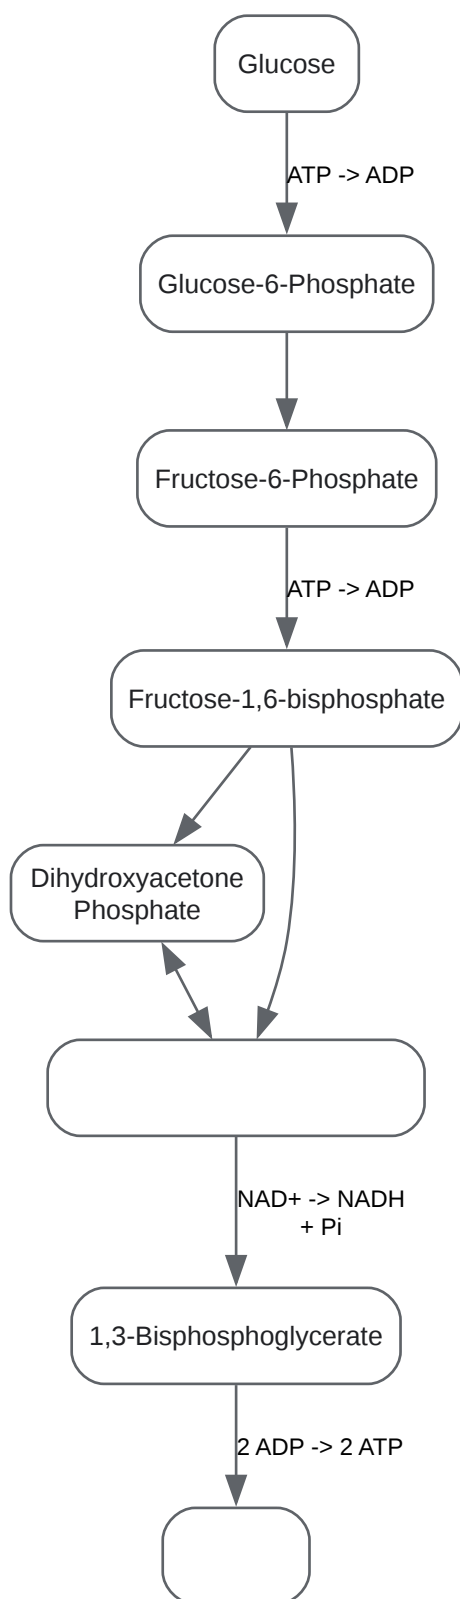 Glucose
ATP -> ADP
Glucose-6-Phosphate
Fructose-6-Phosphate
ATP -> ADP
Fructose-1,6-bisphosphate
Dihydroxyacetone
Phosphate
NAD+ -> NADH
+ Pi
1,3-Bisphosphoglycerate
2 ADP -> 2 ATP